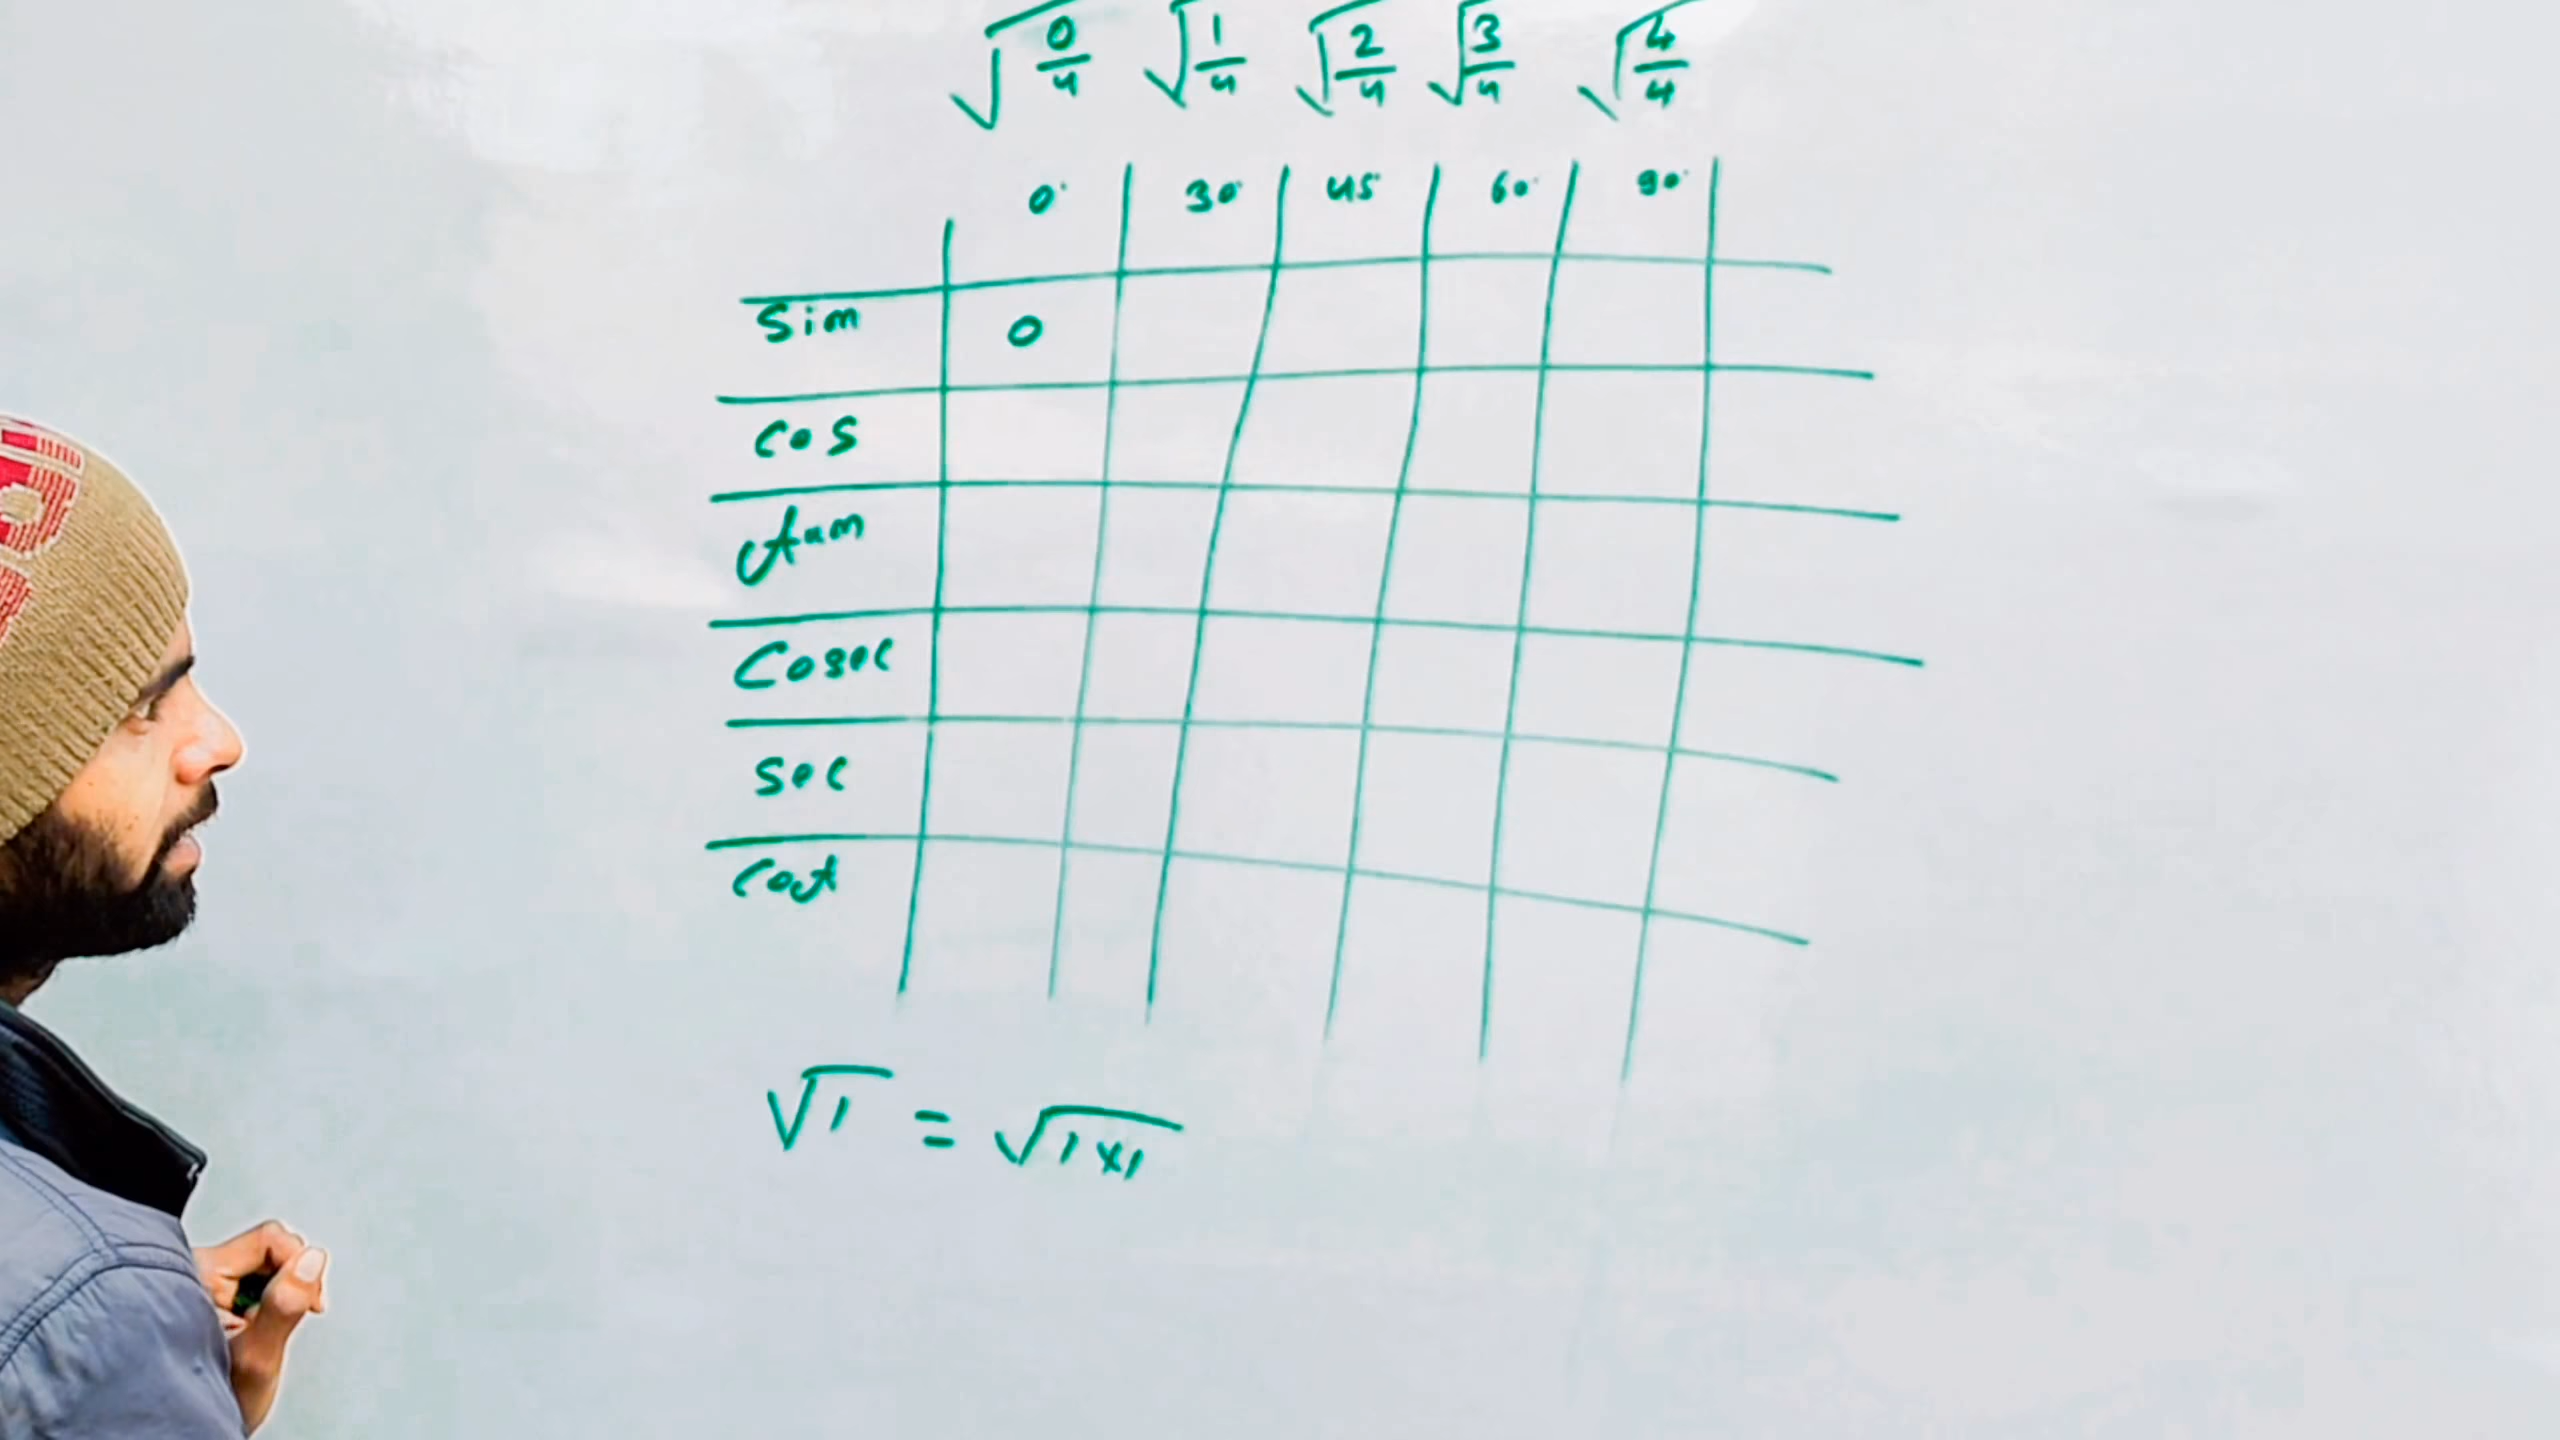 √0/4 √1/4 √2/4 √3/4 √4/4
0° 30° 45° 60° 90°
Sin 0
Cos
tan
Cosec
Sec
Cot
√1 = √1×1